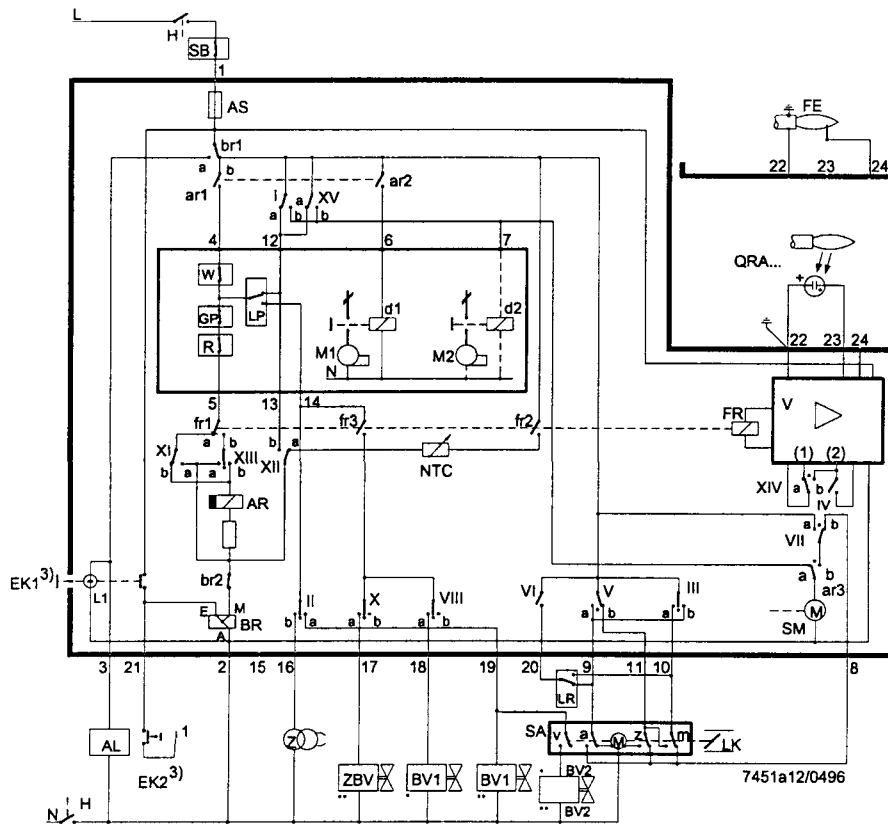 L
H
SB
1
AS
FE
br1
22 23 24
a b
ar1 ar2
i a XV
a b b
4 12 6 7
QRA...
+
W
GP LP d1 d2
R M1 M2
N
22 23 24
V
5 13 14
fr1 fr3 fr2 FR
a b b a
XI XIII XII NTC
b a a b
(1) (2)
XIV a b IV
AR
a b
VII
EK1 3)
L1
br2
a b
ar3
VI V III
E M
BR
A
II X VIII
b a a b a b
a b a b
M
SM
3 21 2 15 16 17 18 19 20 9 11 10 8
LR
AL
1
EK2 3)
Z
SA v a M z m LK
ZBV BV1 BV1 BV2
BV2
7451a12/0496
N H